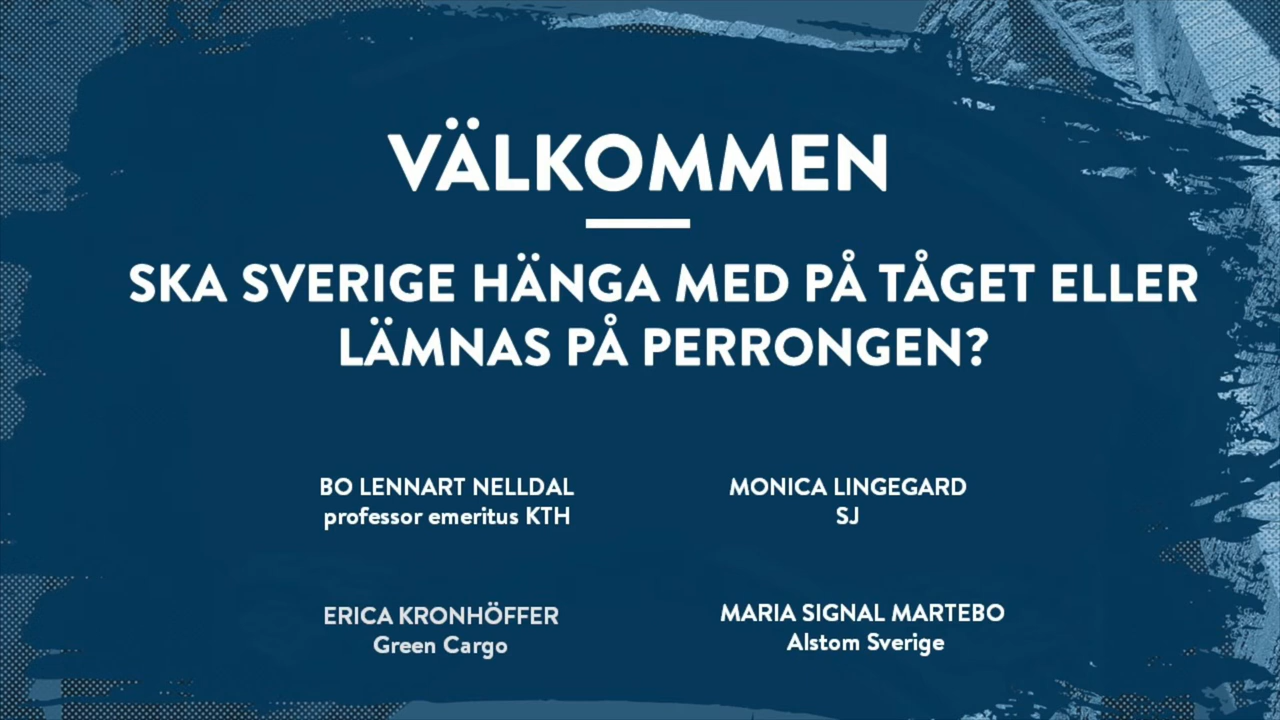 VÄLKOMMEN
SKA SVERIGE HÄNGA MED PÅ TÅGET ELLER
LÄMNAS PÅ PERRONGEN?
BO LENNART NELLDAL
professor emeritus KTH
MONICA LINGEGARD
SJ
ERICA KRONHÖFFER
Green Cargo
MARIA SIGNAL MARTEBO
Alstom Sverige